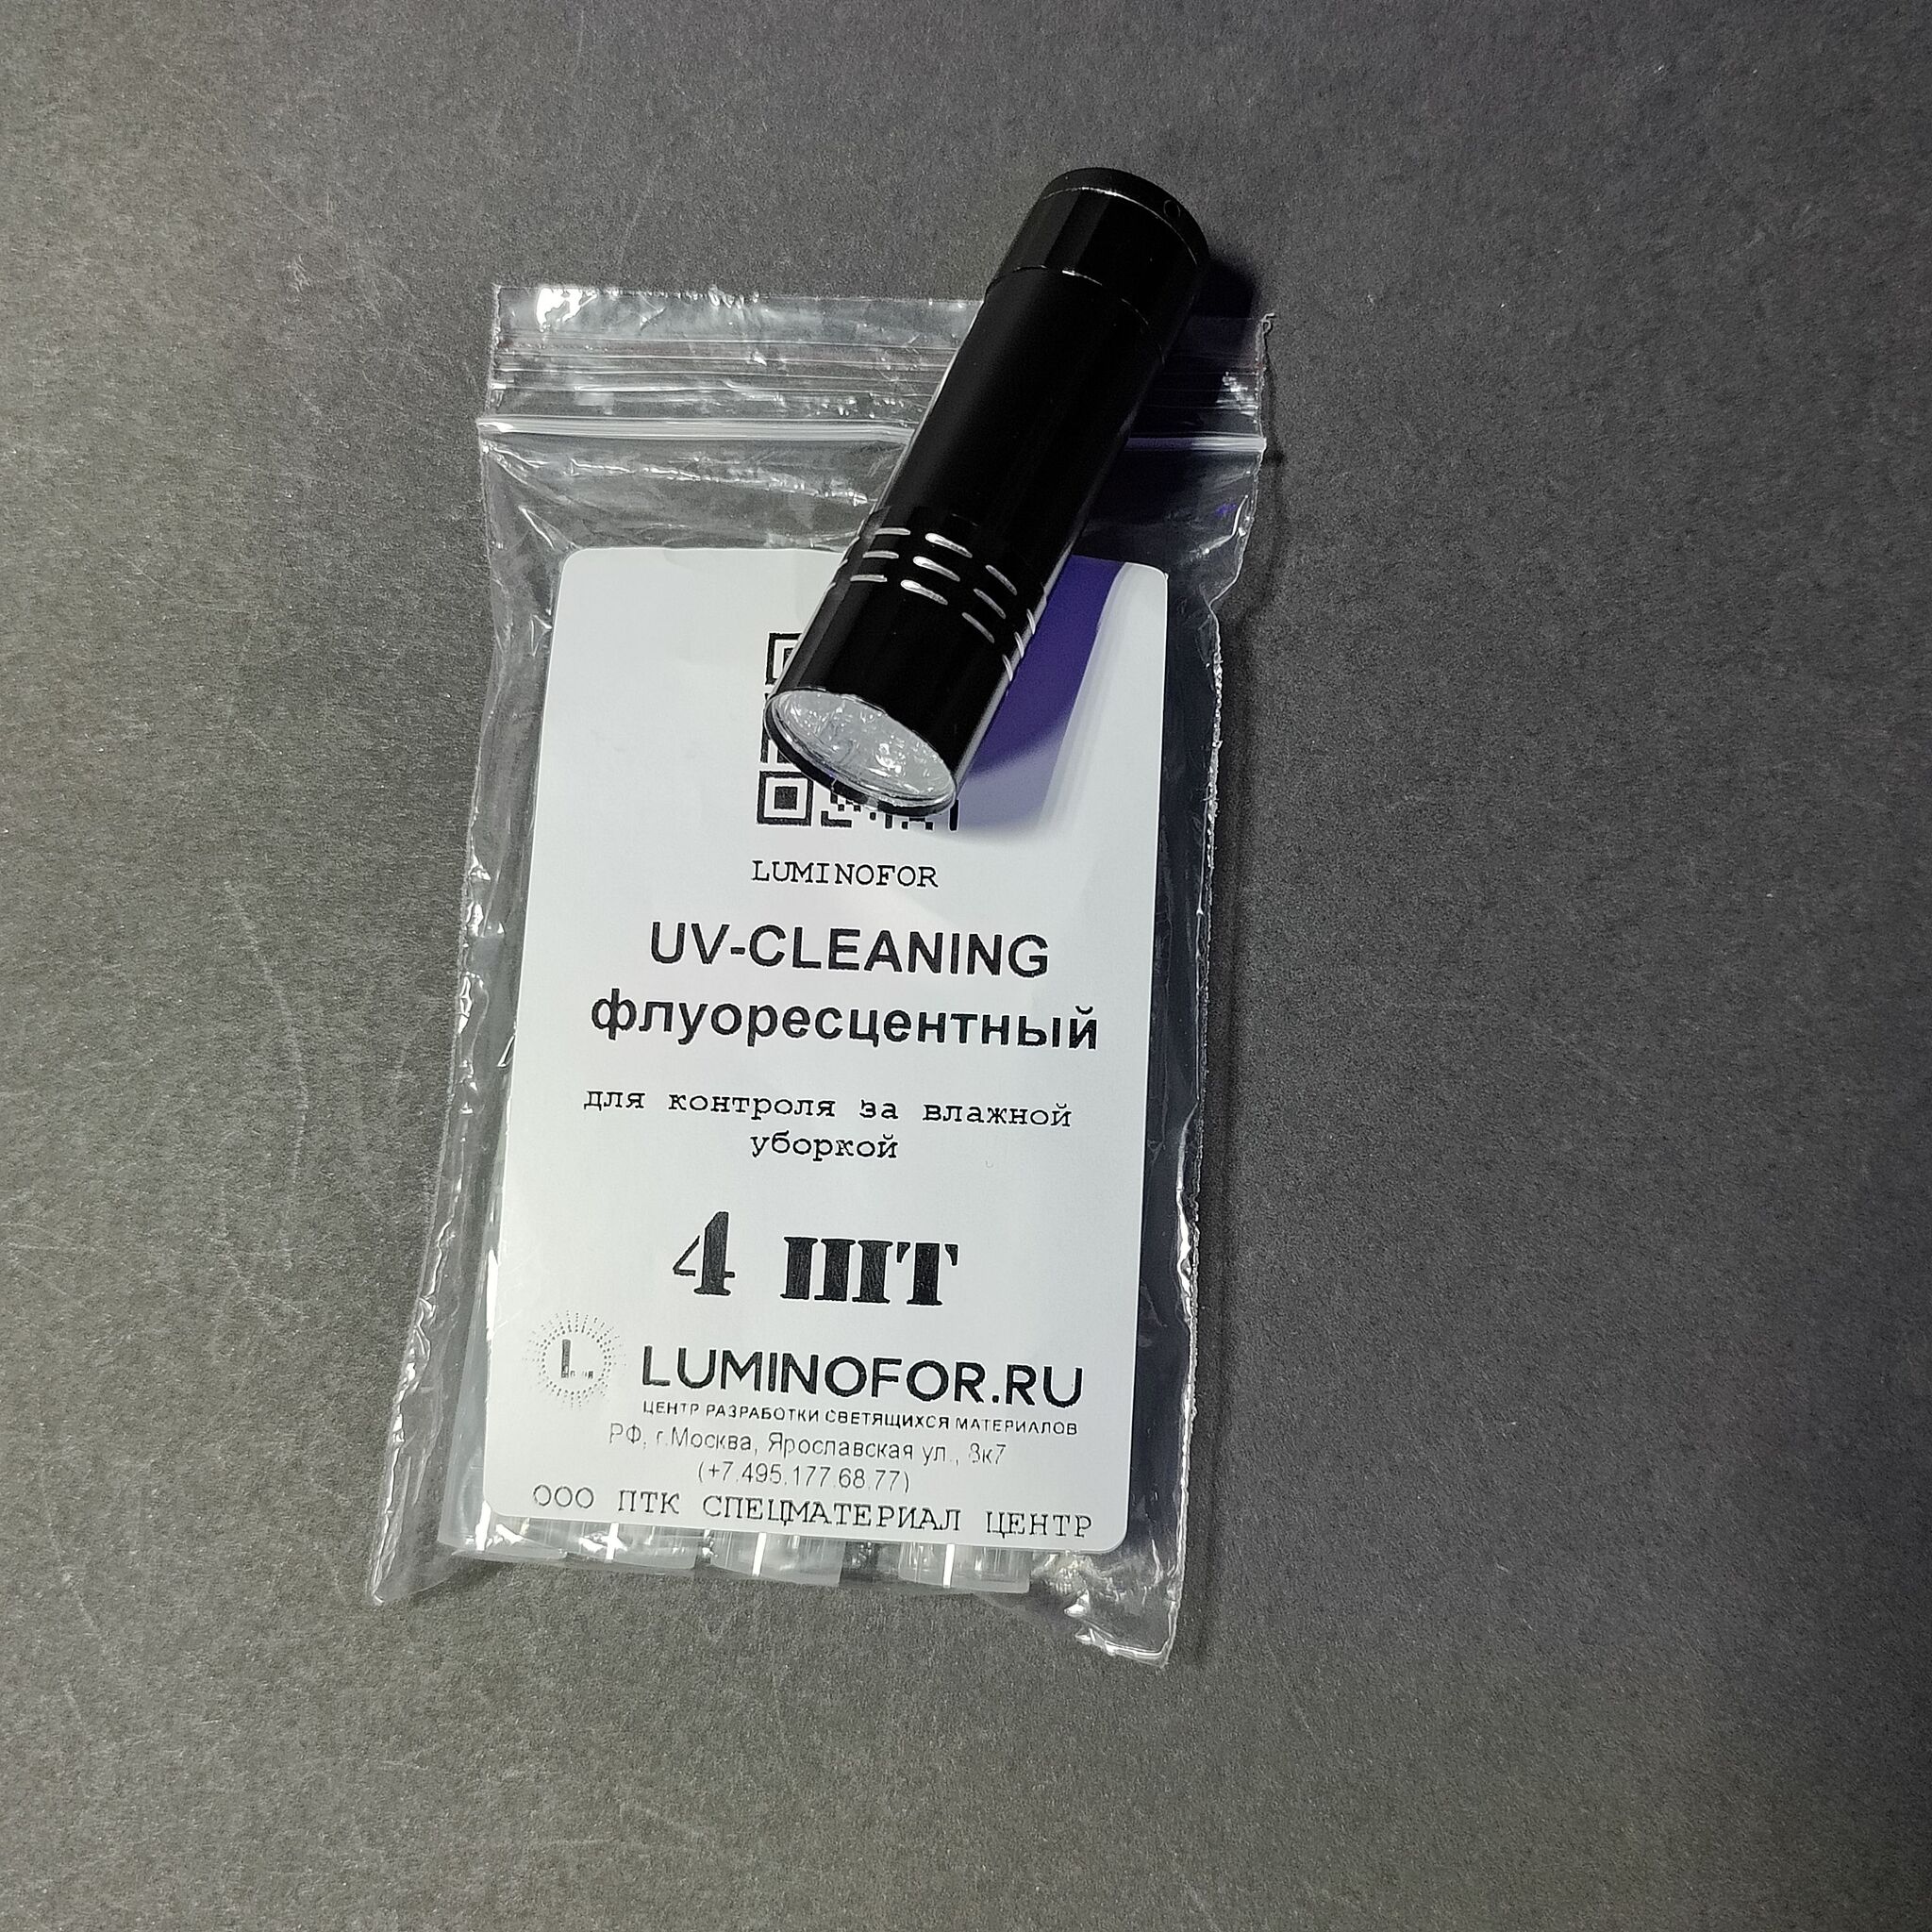 LUMINOFOR
UV-CLEANING
флуоресцентный
для контроля за влажной
уборкой
4 шт
LUMINOFOR.RU
ЦЕНТР РАЗРАБОТКИ СВЕТЯЩИХСЯ МАТЕРИАЛОВ
РФ, г.Москва, Ярославская ул., 8к7
(+7.495.177.68.77)
ООО ПТК СПЕЦМАТЕРИАЛ ЦЕНТР